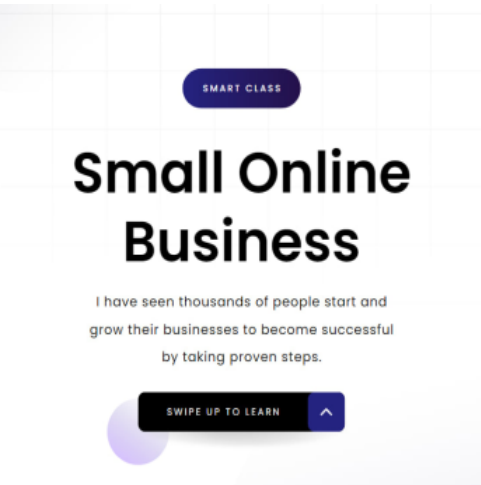 SMART CLASS
Small Online
Business
I have seen thousands of people start and
grow their businesses to become successful
by taking proven steps.
SWIPE UP TO LEARN